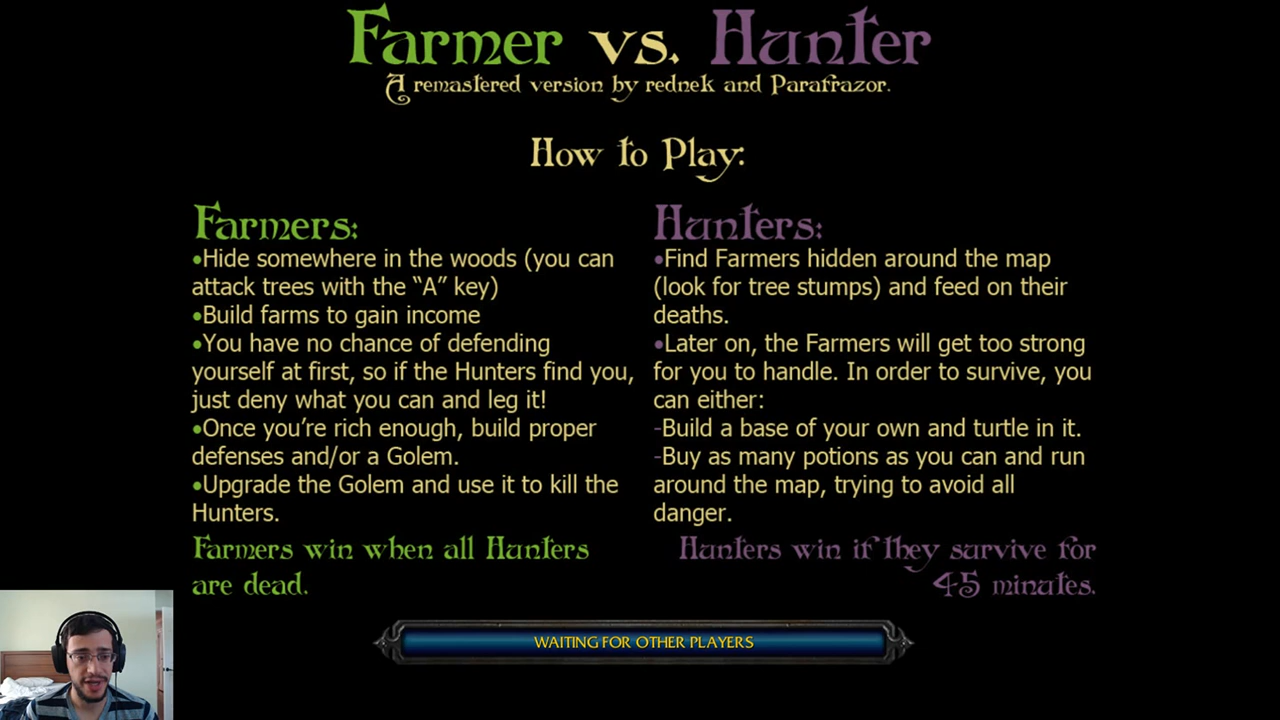 Farmer vs. Hunter
A remastered version by rednek and Parafrazor.
How to Play:
Farmers:
•Hide somewhere in the woods (you can
attack trees with the “A” key)
•Build farms to gain income
•You have no chance of defending
yourself at first, so if the Hunters find you,
just deny what you can and leg it!
•Once you’re rich enough, build proper
defenses and/or a Golem.
•Upgrade the Golem and use it to kill the
Hunters.
Farmers win when all Hunters
are dead.
Hunters:
•Find Farmers hidden around the map
(look for tree stumps) and feed on their
deaths.
•Later on, the Farmers will get too strong
for you to handle. In order to survive, you
can either:
-Build a base of your own and turtle in it.
-Buy as many potions as you can and run
around the map, trying to avoid all
danger.
Hunters win if they survive for
45 minutes.
WAITING FOR OTHER PLAYERS